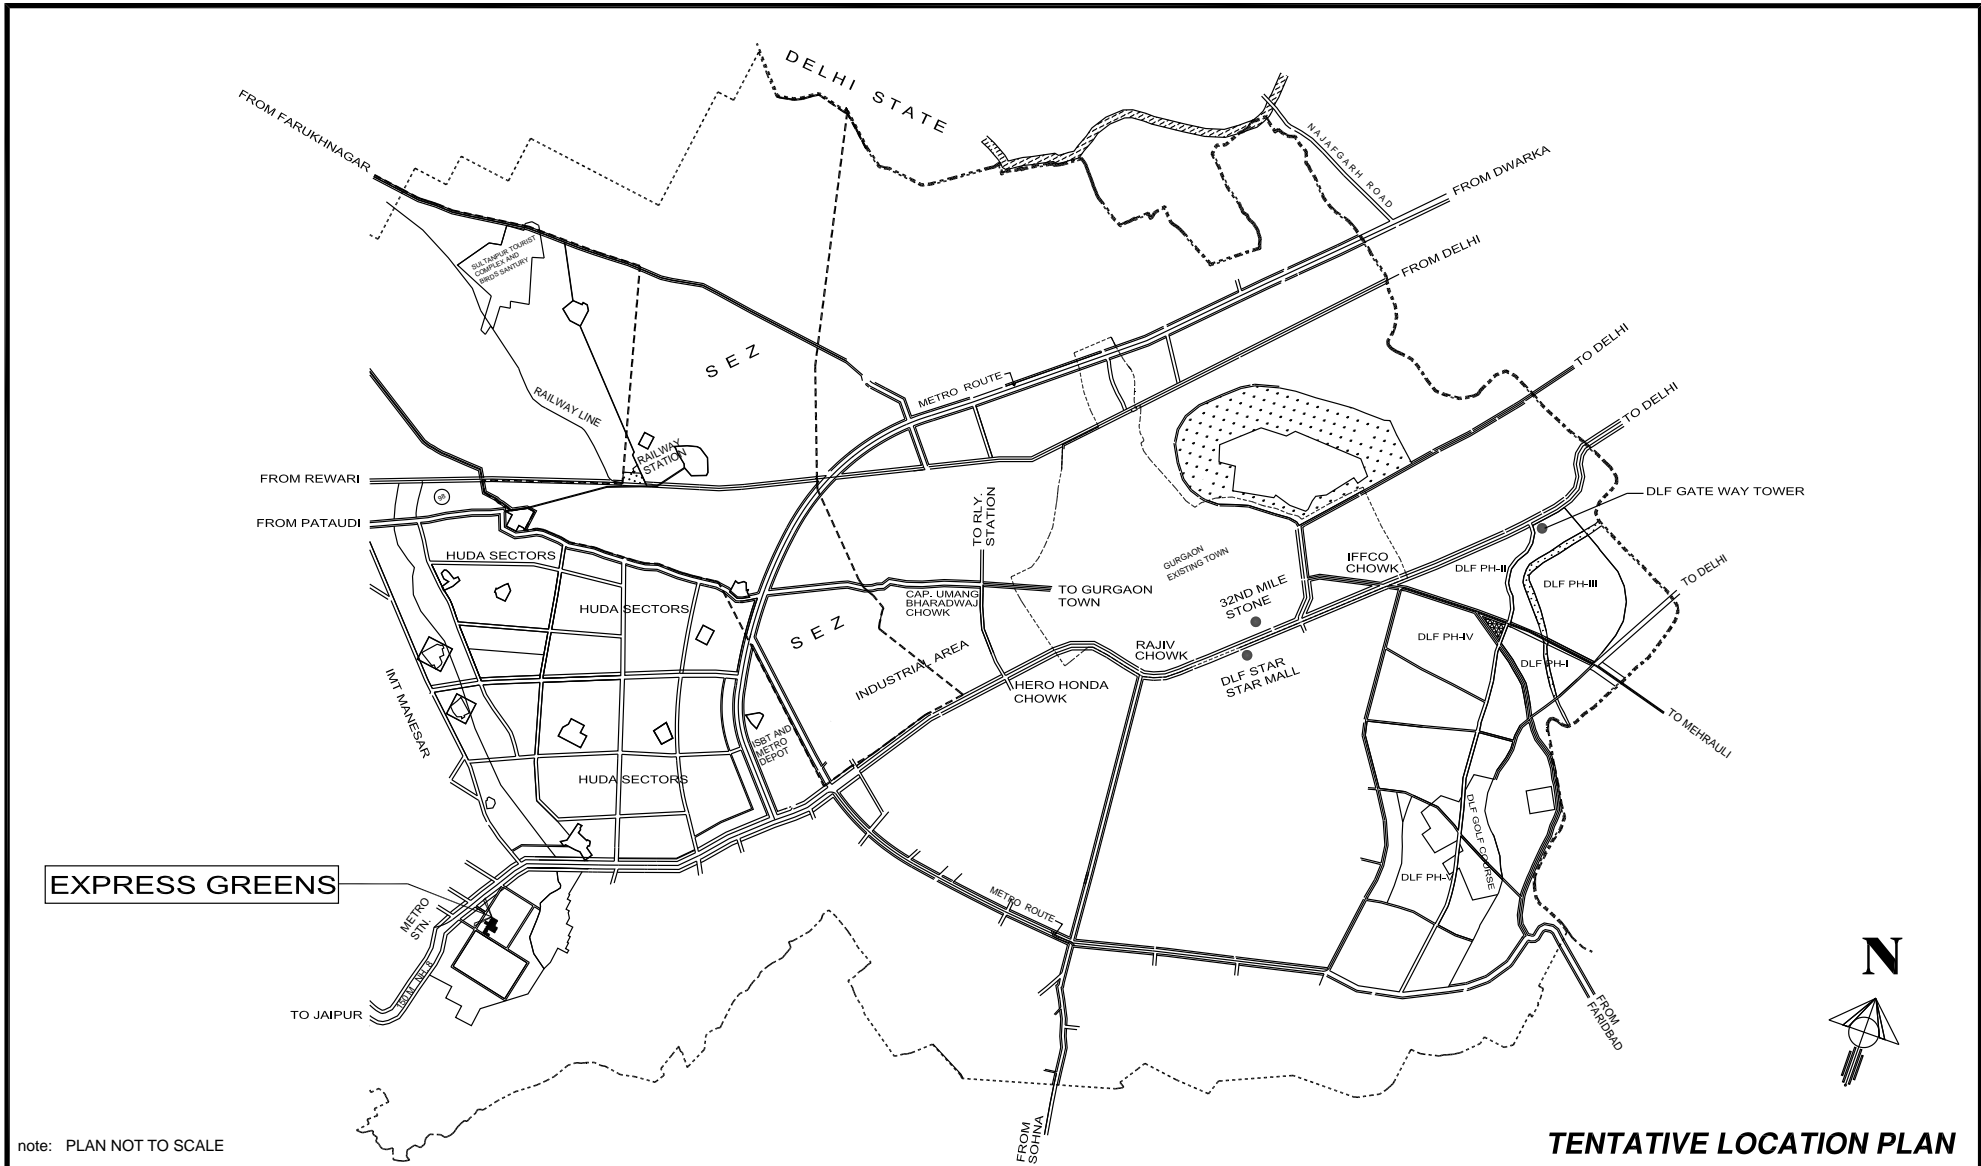 DELHI STATE
FROM FARUKHNAGAR
NAJAFGARH ROAD
FROM DWARKA
FROM DELHI
SULTANPUR TOURIST
COMPLEX AND
BIRDS SANTURY
SEZ
TO DELHI
METRO ROUTE
RAILWAY LINE
TO DELHI
RAILWAY
STATION
FROM REWARI
98
DLF GATE WAY TOWER
FROM PATAUDI
TO RLY.
STATION
HUDA SECTORS
GURGAON
EXISTING TOWN
IFFCO
CHOWK
DLF PH-II
DLF PH-III
TO DELHI
HUDA SECTORS
CAP. UMANG
BHARADWAJ
CHOWK
TO GURGAON
TOWN
32ND MILE
STONE
SEZ
DLF PH-IV
RAJIV
CHOWK
DLF PH-I
INDUSTRIAL AREA
DLF STAR
STAR MALL
HERO HONDA
CHOWK
IMT MANESAR
TO MEHRAULI
ISBT AND
METRO
DEPOT
HUDA SECTORS
DLF GOLF COURSE
EXPRESS GREENS
DLF PH-V
METRO
STN.
METRO ROUTE
N
150 M. NH. 8
TO JAIPUR
FROM
FARIDBAD
FROM
SOHNA
note: PLAN NOT TO SCALE
TENTATIVE LOCATION PLAN